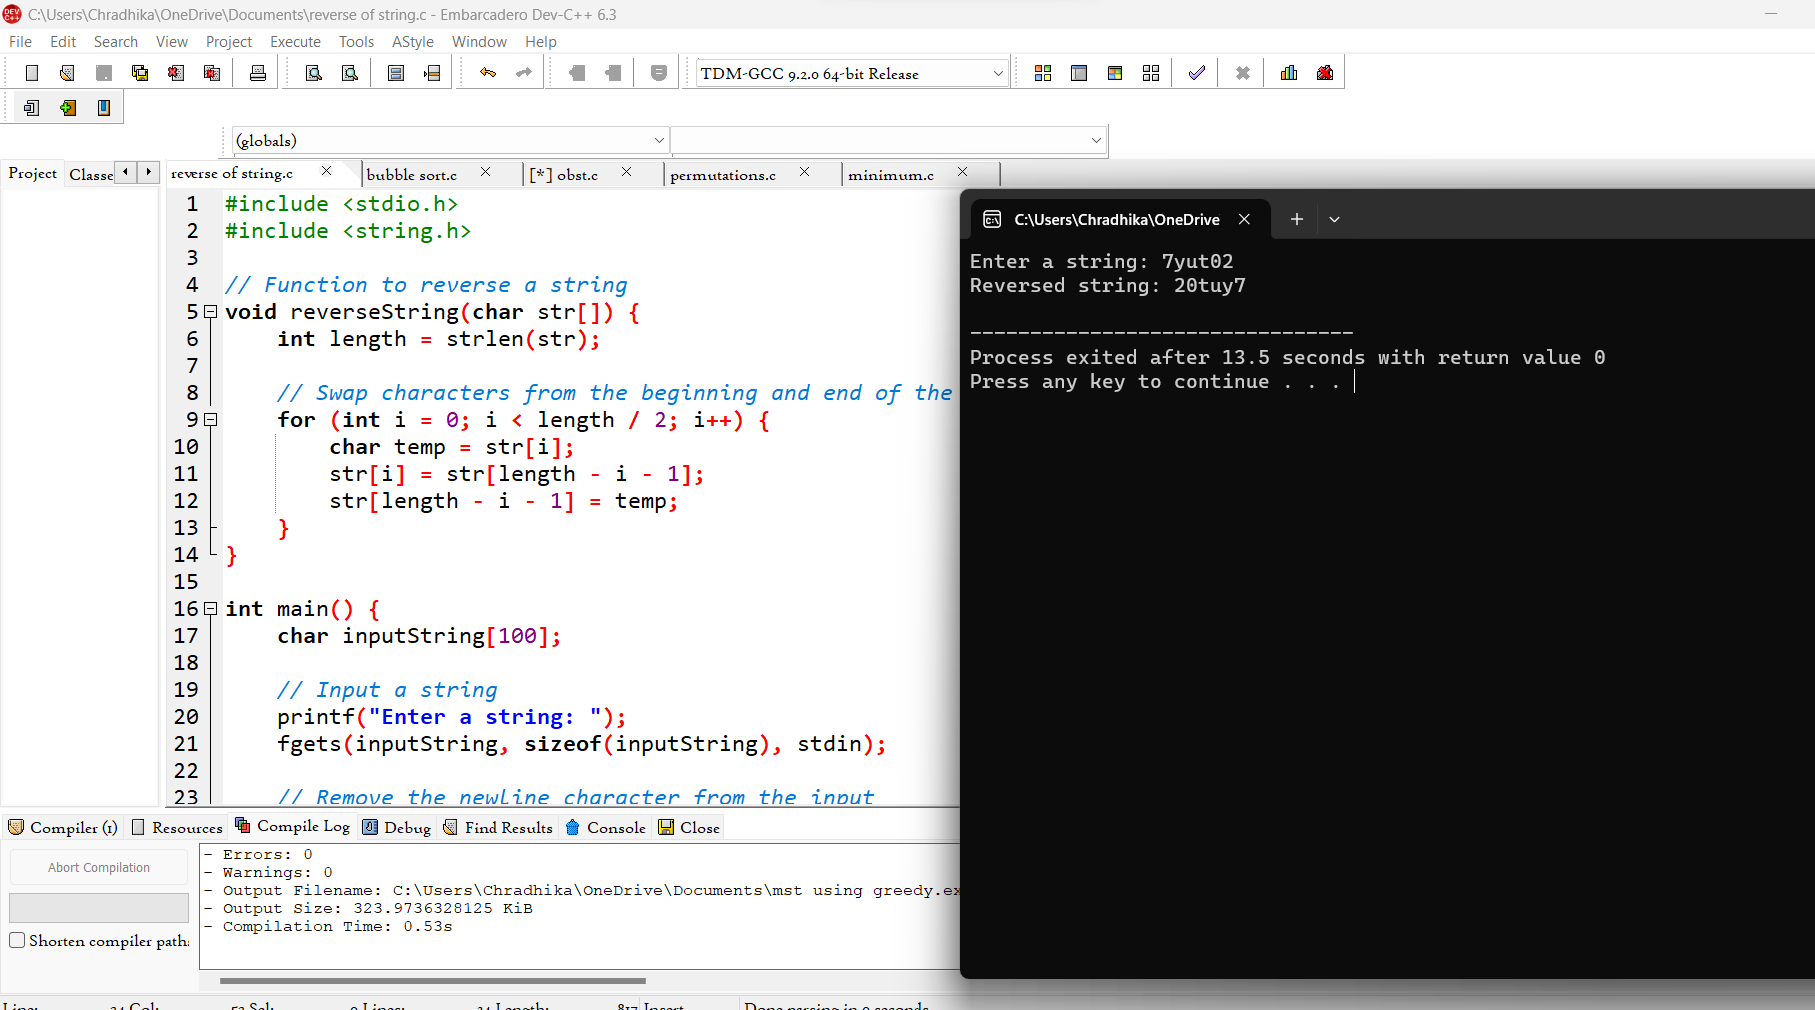 C:\Users\Chradhika\OneDrive\Documents\reverse of string.c - Embarcadero Dev-C++ 6.3
File Edit Search View Project Execute Tools AStyle Window Help
TDM-GCC 9.2.0 64-bit Release
(globals)
Project Classe
reverse of string.c bubble sort.c [*] obst.c permutations.c minimum.c
1 #include <stdio.h>
2 #include <string.h>
3
4 // Function to reverse a string
5 void reverseString(char str[]) {
6 int length = strlen(str);
7
8 // Swap characters from the beginning and end of the
9 for (int i = 0; i < length / 2; i++) {
10 char temp = str[i];
11 str[i] = str[length - i - 1];
12 str[length - i - 1] = temp;
13 }
14 }
15
16 int main() {
17 char inputString[100];
18
19 // Input a string
20 printf("Enter a string: ");
21 fgets(inputString, sizeof(inputString), stdin);
22
23 // Remove the newline character from the input
C:\Users\Chradhika\OneDrive
Enter a string: 7yut02
Reversed string: 20tuy7
--------------------------------
Process exited after 13.5 seconds with return value 0
Press any key to continue . . .
Compiler (1) Resources Compile Log Debug Find Results Console Close
Abort Compilation
Shorten compiler path
- Errors: 0
- Warnings: 0
- Output Filename: C:\Users\Chradhika\OneDrive\Documents\mst using greedy.ex
- Output Size: 323.9736328125 KiB
- Compilation Time: 0.53s
Line: Col: Sel: Lines: Length: Insert Done parsing in 0 seconds